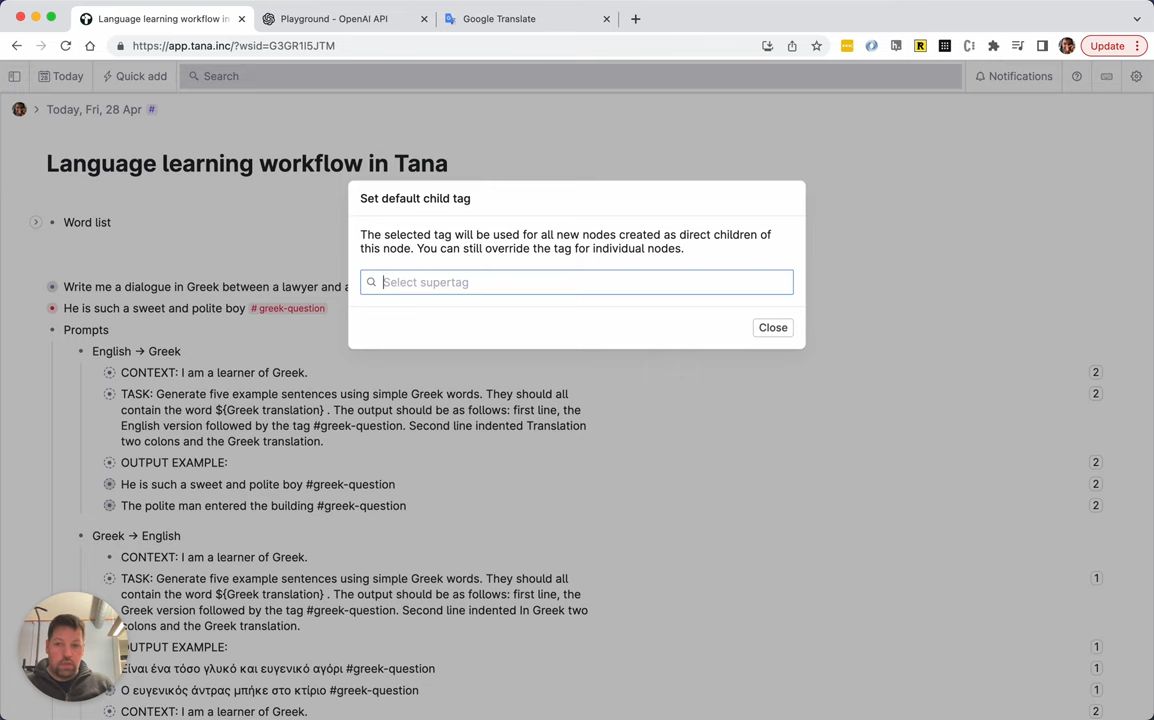 Language learning workflow in
Playground - OpenAI API
Google Translate
https://app.tana.inc/?wsid=G3GR1I5JTM
Update
Today
Quick add
Search
Notifications
Today, Fri, 28 Apr #
Language learning workflow in Tana
Word list
Set default child tag
The selected tag will be used for all new nodes created as direct children of
this node. You can still override the tag for individual nodes.
Select supertag
Close
Write me a dialogue in Greek between a lawyer and
He is such a sweet and polite boy # greek-question
Prompts
English → Greek
CONTEXT: I am a learner of Greek. 2
TASK: Generate five example sentences using simple Greek words. They should all 2
contain the word ${Greek translation} . The output should be as follows: first line, the
English version followed by the tag #greek-question. Second line indented Translation
two colons and the Greek translation.
OUTPUT EXAMPLE: 2
He is such a sweet and polite boy #greek-question 2
The polite man entered the building #greek-question 2
Greek → English
CONTEXT: I am a learner of Greek.
TASK: Generate five example sentences using simple Greek words. They should all 1
contain the word ${Greek translation} . The output should be as follows: first line, the
Greek version followed by the tag #greek-question. Second line indented In Greek two
colons and the Greek translation.
UTPUT EXAMPLE: 1
Είναι ένα τόσο γλυκό και ευγενικό αγόρι #greek-question 1
Ο ευγενικός άντρας μπήκε στο κτίριο #greek-question 1
CONTEXT: I am a learner of Greek. 2